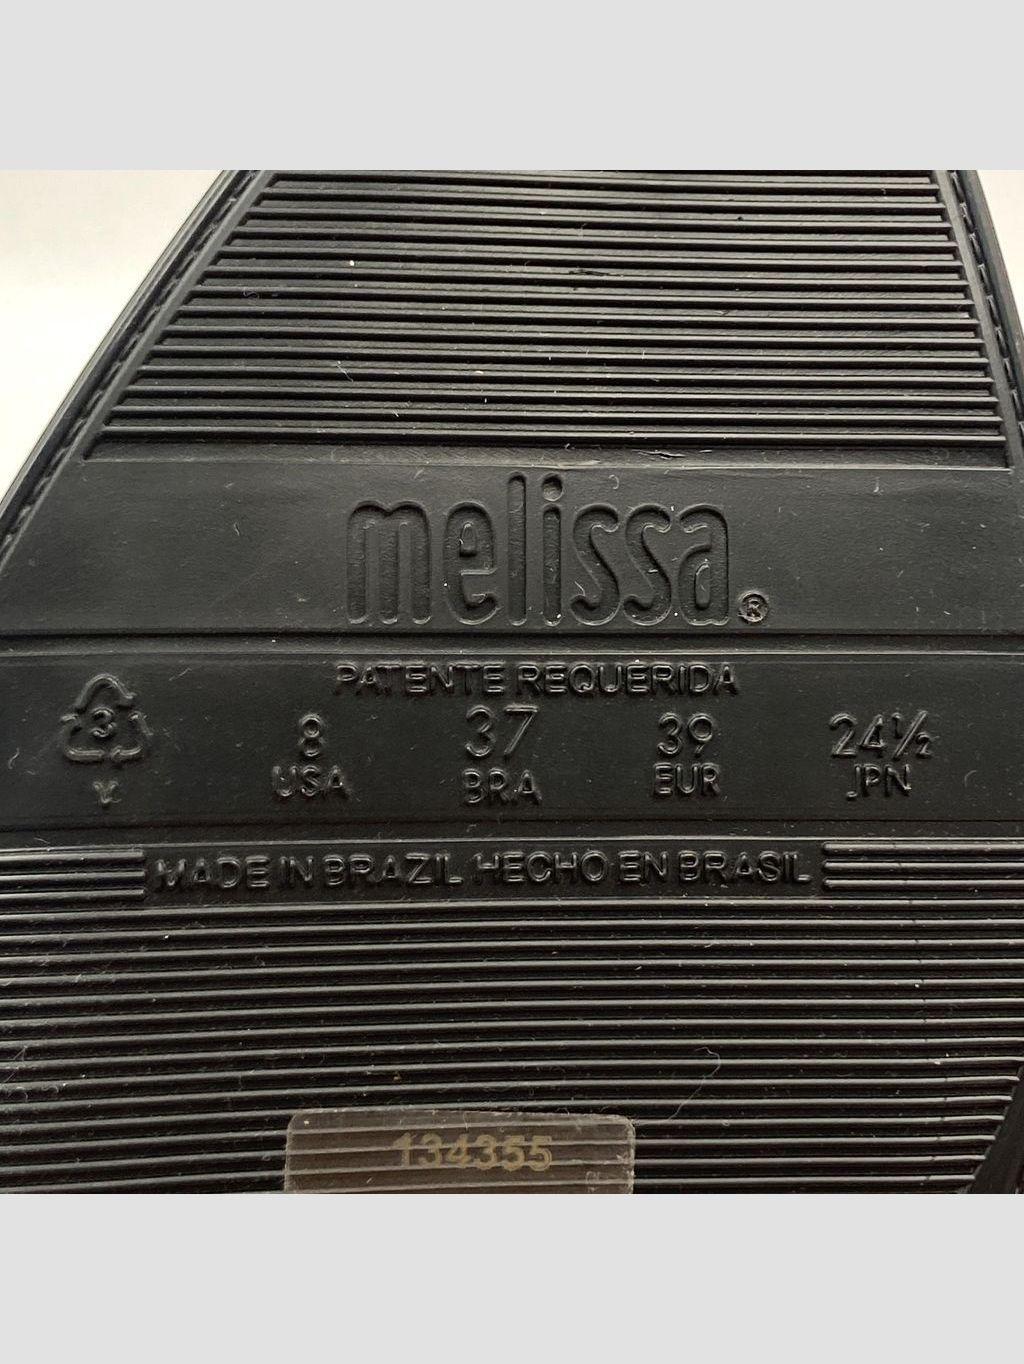 melissa®
PATENTE REQUERIDA
3 8 37 39 24½
V USA BRA EUR JPN
MADE IN BRAZIL HECHO EN BRASIL
134355